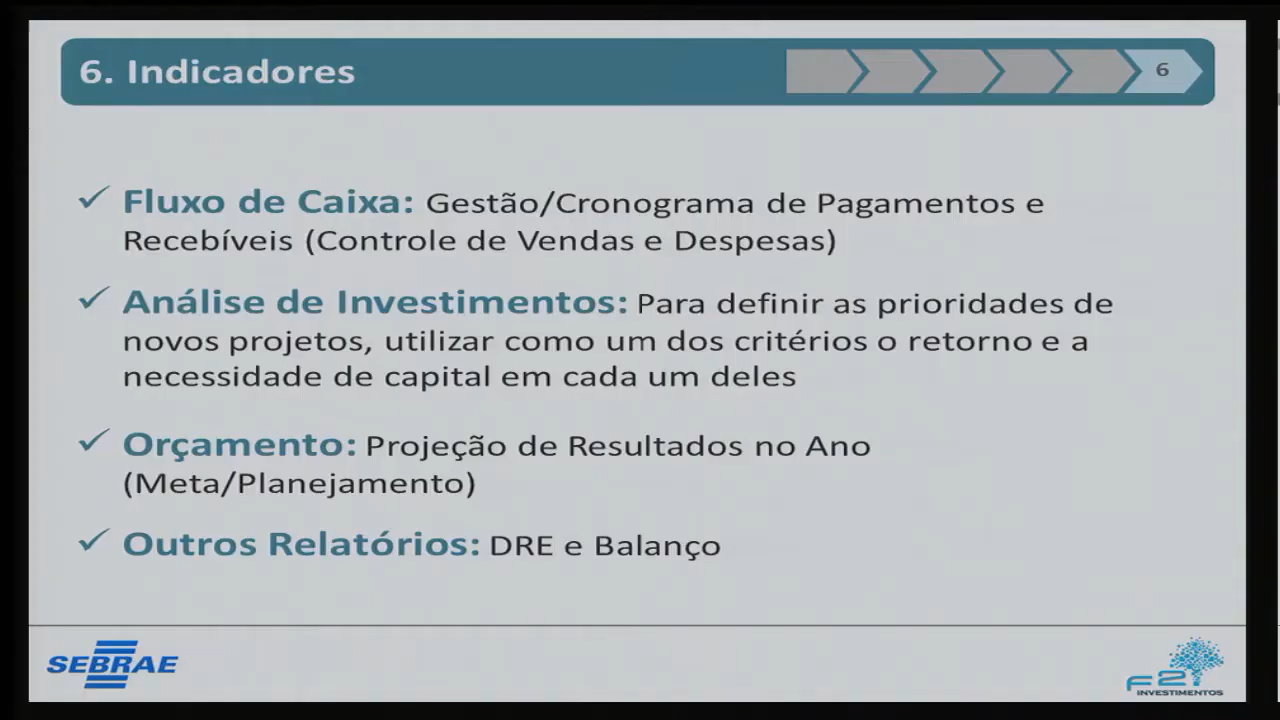 6. Indicadores
6
Fluxo de Caixa: Gestão/Cronograma de Pagamentos e
Recebíveis (Controle de Vendas e Despesas)
Análise de Investimentos: Para definir as prioridades de
novos projetos, utilizar como um dos critérios o retorno e a
necessidade de capital em cada um deles
Orçamento: Projeção de Resultados no Ano
(Meta/Planejamento)
Outros Relatórios: DRE e Balanço
SEBRAE
F2I
INVESTIMENTOS